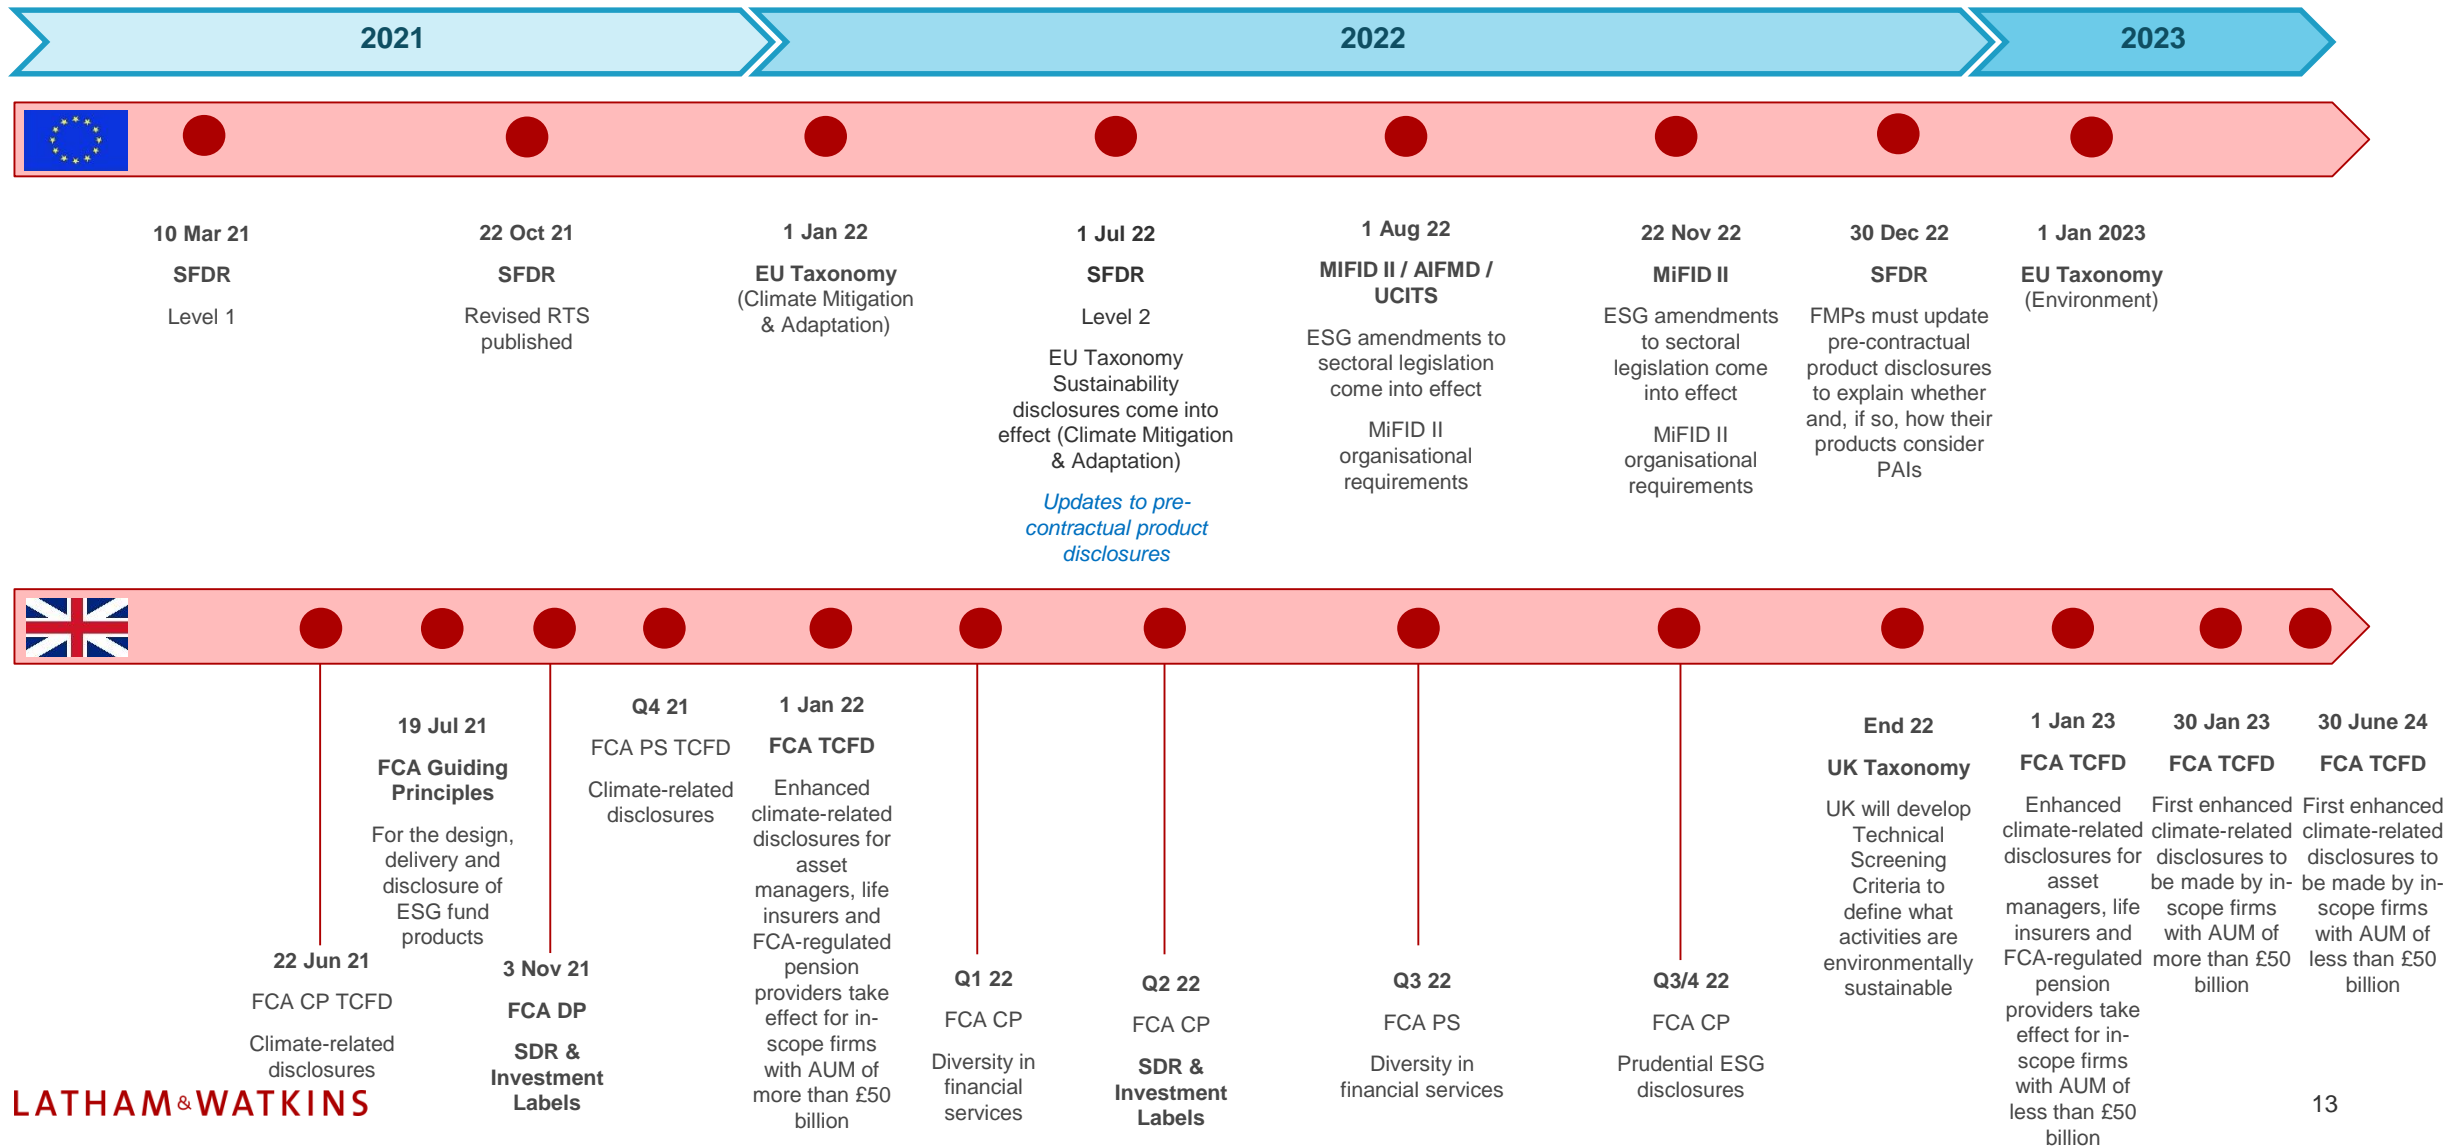 2021
2022
2023
10 Mar 21
SFDR
Level 1
22 Oct 21
SFDR
Revised RTS
published
1 Jan 22
EU Taxonomy
(Climate Mitigation
& Adaptation)
1 Jul 22
SFDR
Level 2
EU Taxonomy
Sustainability
disclosures come into
effect (Climate Mitigation
& Adaptation)
Updates to pre-
contractual product
disclosures
1 Aug 22
MIFID II / AIFMD /
UCITS
ESG amendments to
sectoral legislation
come into effect
MiFID II
organisational
requirements
22 Nov 22
MiFID II
ESG amendments
to sectoral
legislation come
into effect
MiFID II
organisational
requirements
30 Dec 22
SFDR
FMPs must update
pre-contractual
product disclosures
to explain whether
and, if so, how their
products consider
PAIs
1 Jan 2023
EU Taxonomy
(Environment)
22 Jun 21
FCA CP TCFD
Climate-related
disclosures
19 Jul 21
FCA Guiding
Principles
For the design,
delivery and
disclosure of
ESG fund
products
3 Nov 21
FCA DP
SDR &
Investment
Labels
Q4 21
FCA PS TCFD
Climate-related
disclosures
1 Jan 22
FCA TCFD
Enhanced
climate-related
disclosures for
asset
managers, life
insurers and
FCA-regulated
pension
providers take
effect for in-
scope firms
with AUM of
more than £50
billion
Q1 22
FCA CP
Diversity in
financial
services
Q2 22
FCA CP
SDR &
Investment
Labels
Q3 22
FCA PS
Diversity in
financial services
Q3/4 22
FCA CP
Prudential ESG
disclosures
End 22
UK Taxonomy
UK will develop
Technical
Screening
Criteria to
define what
activities are
environmentally
sustainable
1 Jan 23
FCA TCFD
Enhanced
climate-related
disclosures for
asset
managers, life
insurers and
FCA-regulated
pension
providers take
effect for in-
scope firms
with AUM of
less than £50
billion
30 Jan 23
FCA TCFD
First enhanced
climate-related
disclosures to
be made by in-
scope firms
with AUM of
more than £50
billion
30 June 24
FCA TCFD
First enhanced
climate-related
disclosures to
be made by in-
scope firms
with AUM of
less than £50
billion
LATHAM&WATKINS
13